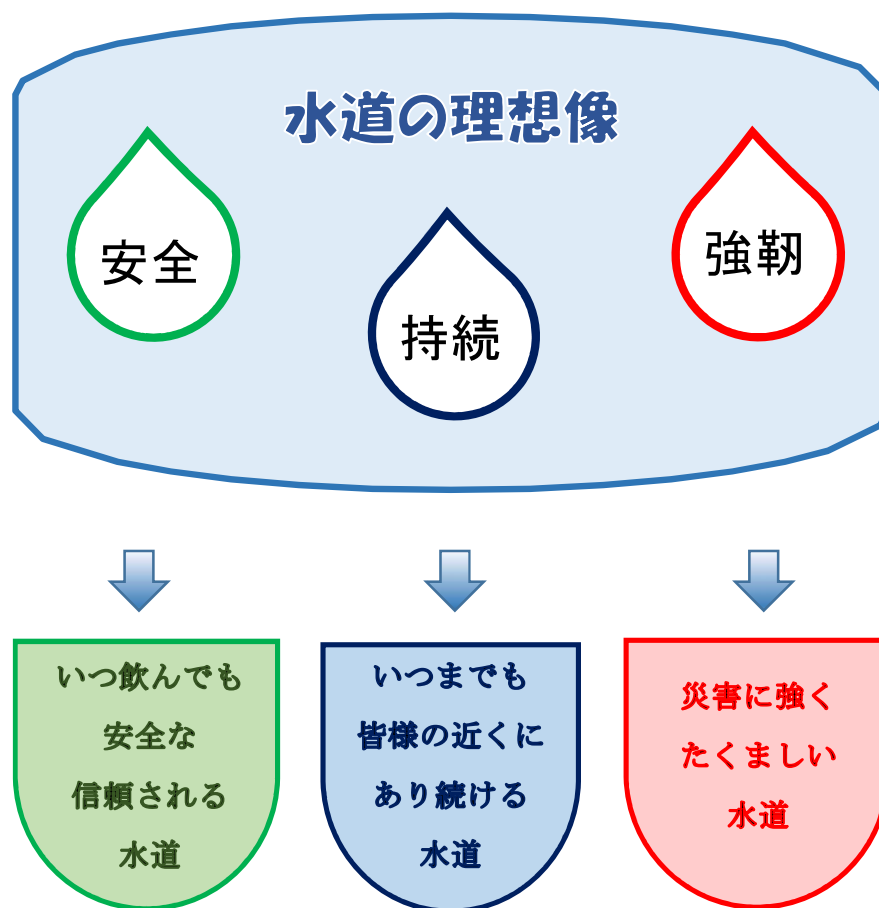 水道の理想像
安全
持続
強靭
いつ飲んでも
安全な
信頼される
水道
いつまでも
皆様の近くに
あり続ける
水道
災害に強く
たくましい
水道